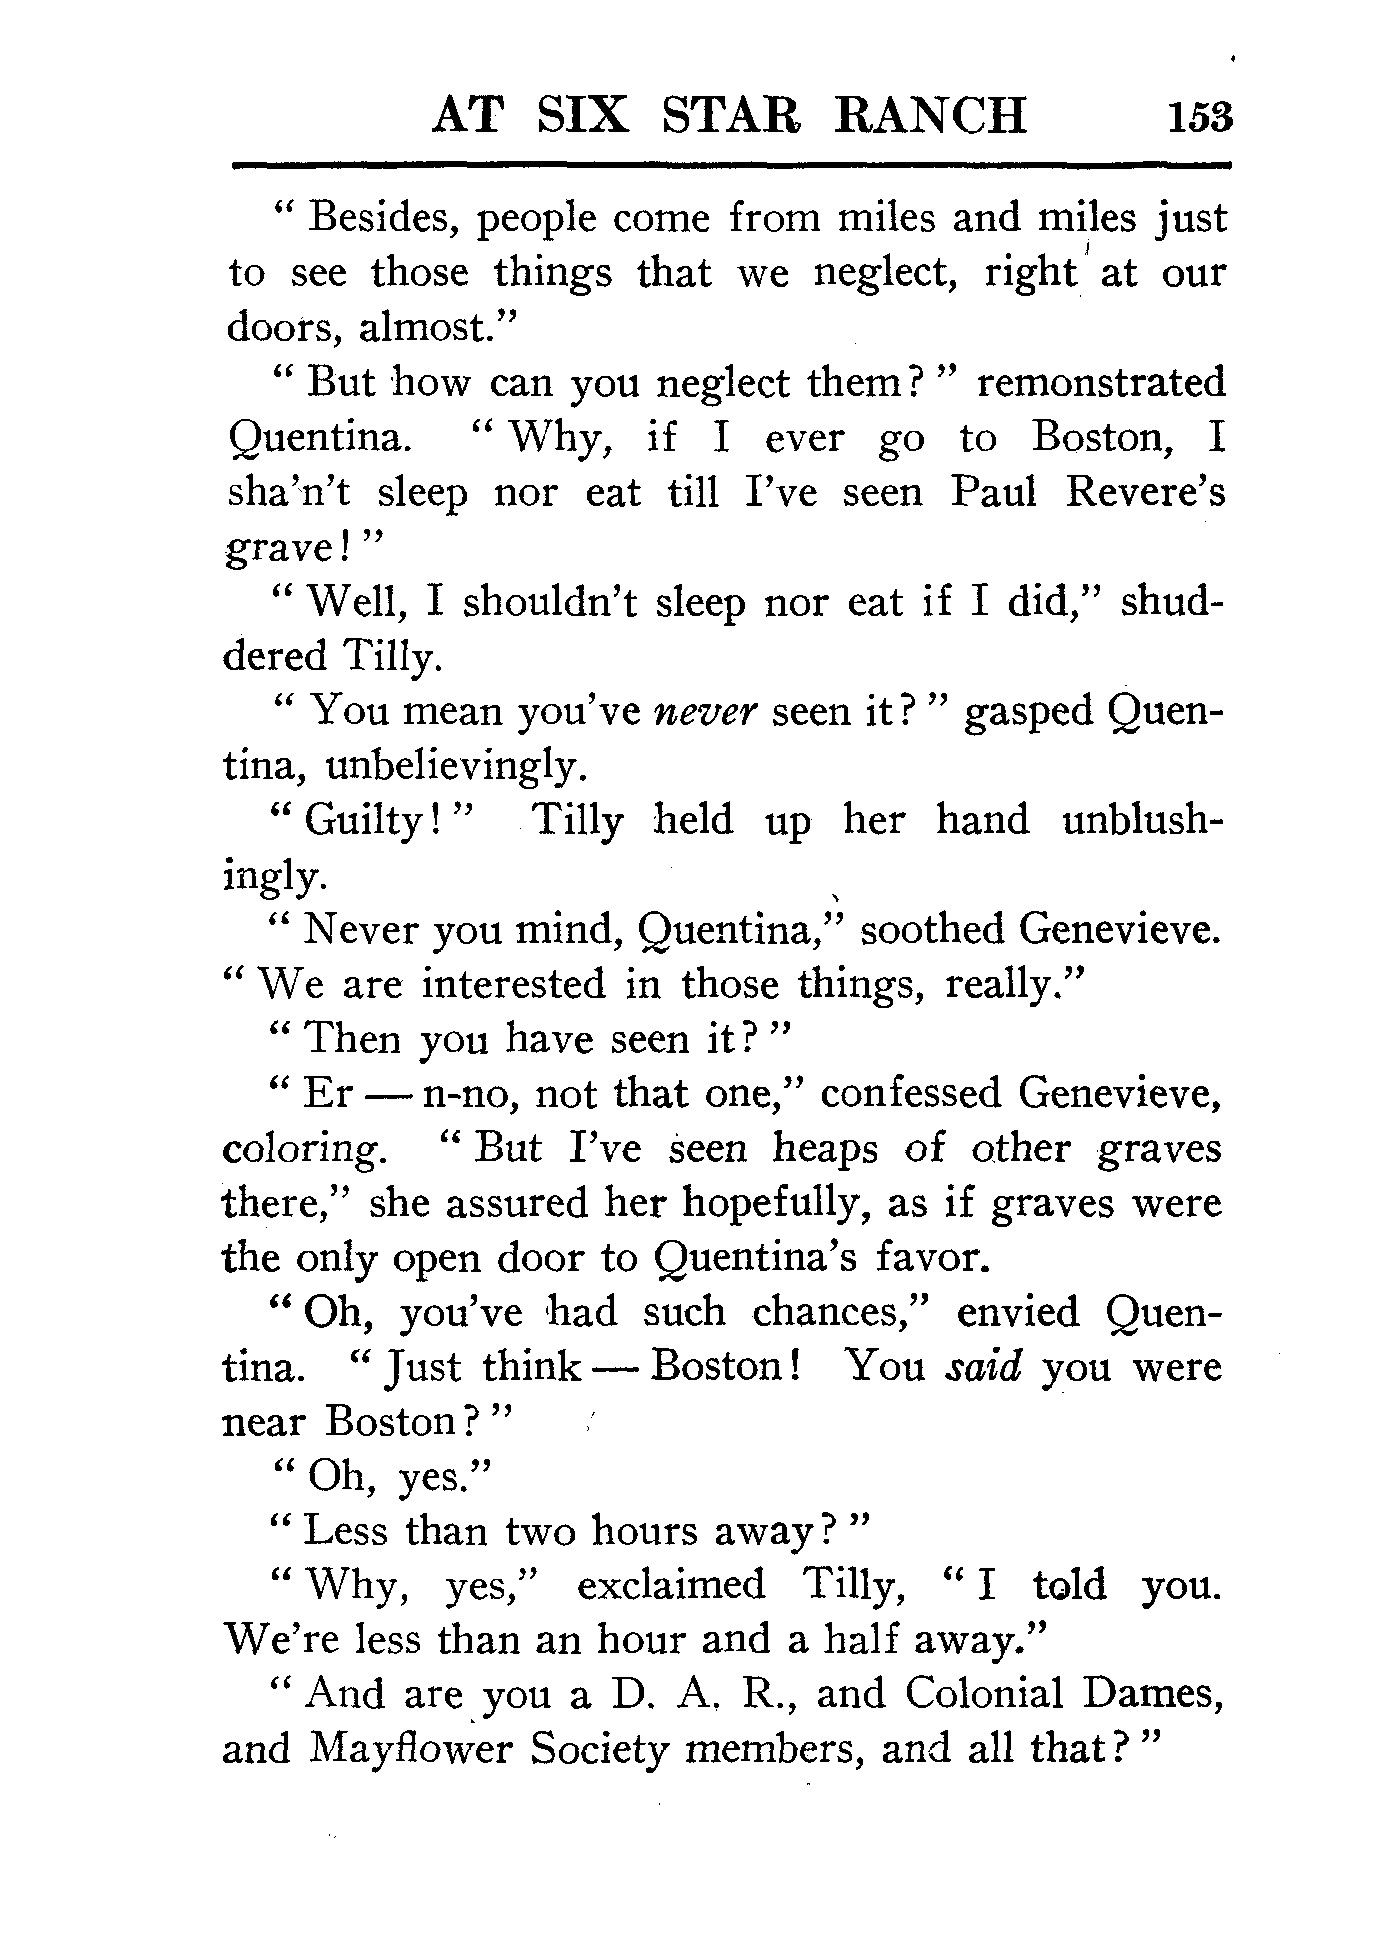 AT SIX STAR RANCH 153
“ Besides, people come from miles and miles just
to see those things that we neglect, right at our
doors, almost.”
“ But how can you neglect them? ” remonstrated
Quentina. “ Why, if I ever go to Boston, I
sha'n't sleep nor eat till I've seen Paul Revere's
grave! ”
“ Well, I shouldn't sleep nor eat if I did,” shud-
dered Tilly.
“ You mean you've never seen it? ” gasped Quen-
tina, unbelievingly.
“ Guilty! ” Tilly held up her hand unblush-
ingly.
“ Never you mind, Quentina,” soothed Genevieve.
“ We are interested in those things, really.”
“ Then you have seen it? ”
“ Er — n-no, not that one,” confessed Genevieve,
coloring. “ But I've seen heaps of other graves
there,” she assured her hopefully, as if graves were
the only open door to Quentina's favor.
“ Oh, you've had such chances,” envied Quen-
tina. “ Just think — Boston! You said you were
near Boston? ”
“ Oh, yes.”
“ Less than two hours away? ”
“ Why, yes,” exclaimed Tilly, “ I told you.
We're less than an hour and a half away.”
“ And are you a D. A. R., and Colonial Dames,
and Mayflower Society members, and all that? ”